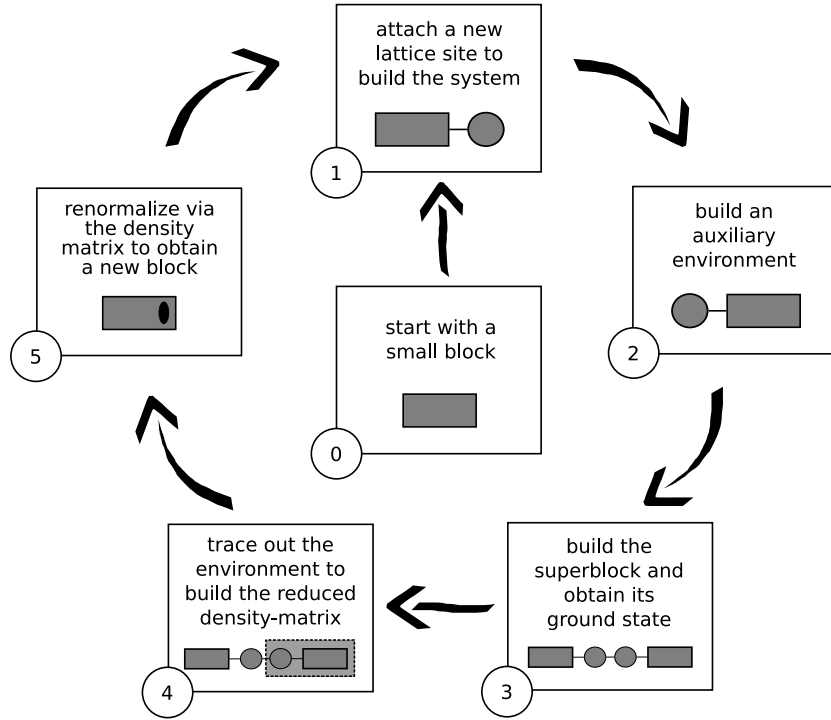 attach a new
lattice site to
build the system
1
build an
auxiliary
environment
2
renormalize via
the density
matrix to obtain
a new block
5
start with a
small block
0
trace out the
environment to
build the reduced
density-matrix
4
build the
superblock and
obtain its
ground state
3